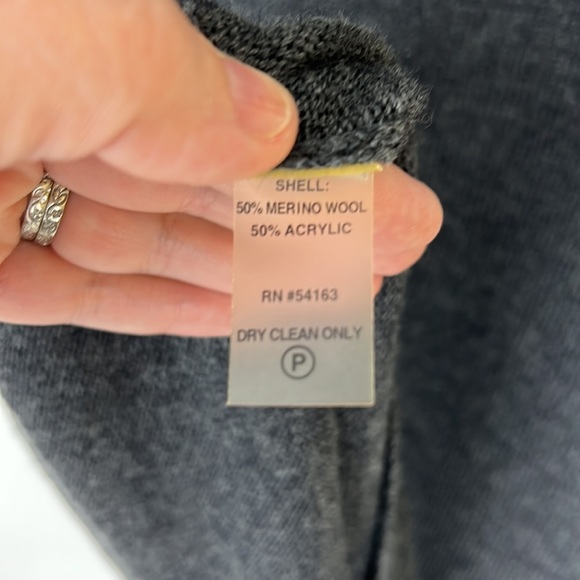 SHELL:
50% MERINO WOOL
50% ACRYLIC
RN #54163
DRY CLEAN ONLY
P